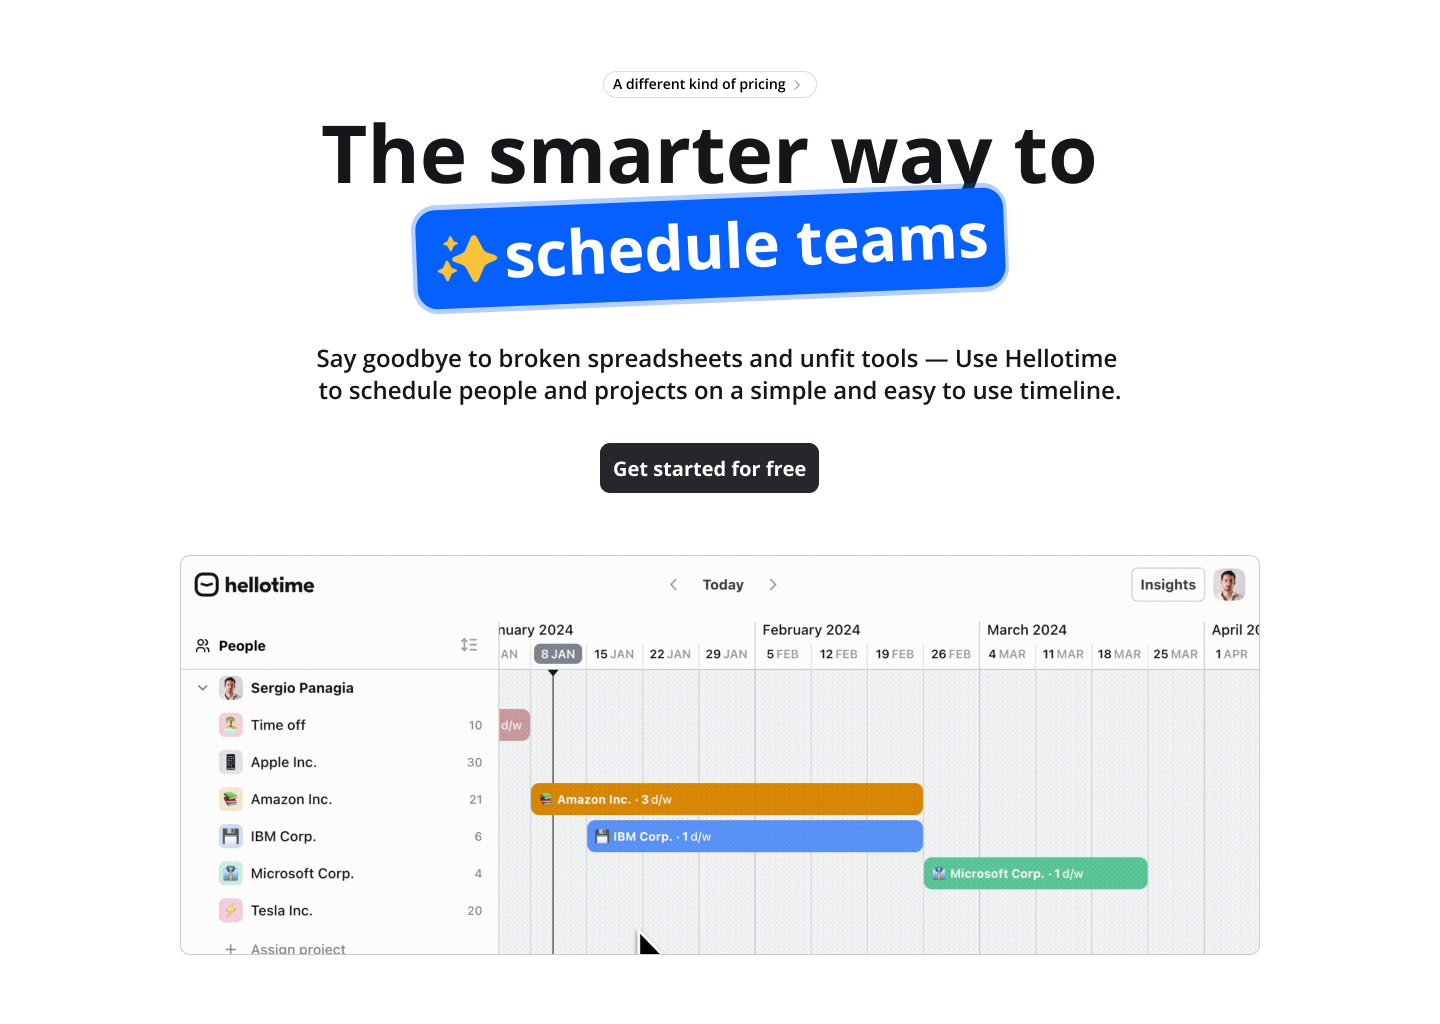 A different kind of pricing
The smarter way to
schedule teams
Say goodbye to broken spreadsheets and unfit tools — Use Hellotime
to schedule people and projects on a simple and easy to use timeline.
Get started for free
hellotime
Today
Insights
People
nuary 2024
February 2024
March 2024
April 20
AN
8 JAN
15 JAN
22 JAN
29 JAN
5 FEB
12 FEB
19 FEB
26 FEB
4 MAR
11 MAR
18 MAR
25 MAR
1 APR
Sergio Panagia
Time off 10
d/w
Apple Inc. 30
Amazon Inc. 21
Amazon Inc. · 3 d/w
IBM Corp. 6
IBM Corp. · 1 d/w
Microsoft Corp. 4
Microsoft Corp. · 1 d/w
Tesla Inc. 20
+ Assign project